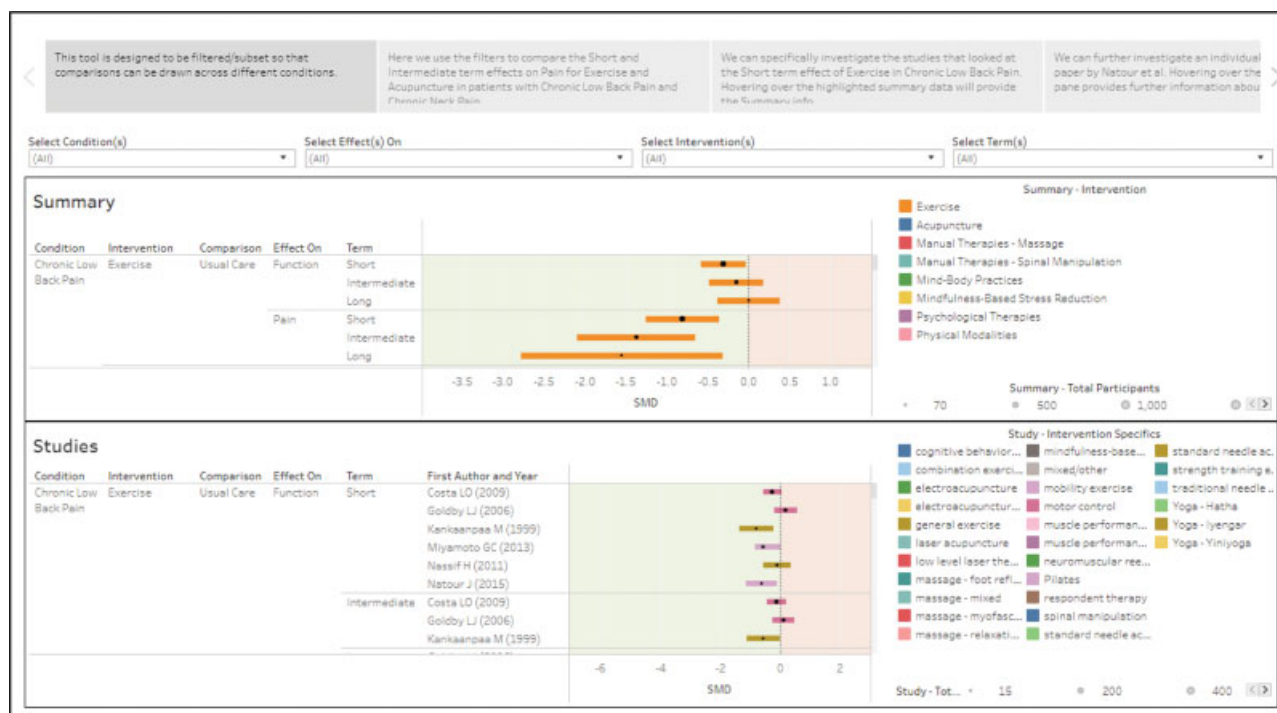 This tool is designed to be filtered/subset so that
comparisons can be drawn across different conditions.
Here we use the filters to compare the Short and
Intermediate term effects on Pain for Exercise and
Acupuncture in patients with Chronic Low Back Pain and
Chronic Neck Pain.
We can specifically investigate the studies that looked at
the Short term effect of Exercise in Chronic Low Back Pain.
Hovering over the highlighted summary data will provide
the Summary info
We can further investigate an individual
paper by Natour et al. Hovering over the
pane provides further information abou
Select Condition(s)
(All)
Select Effect(s) On
(All)
Select Intervention(s)
(All)
Select Term(s)
(All)
Summary
Condition Intervention Comparison Effect On Term
Chronic Low Exercise Usual Care Function Short
Back Pain Intermediate
Long
Pain Short
Intermediate
Long
-3.5 -3.0 -2.5 -2.0 -1.5 -1.0 -0.5 0.0 0.5 1.0
SMD
Summary - Intervention
Exercise
Acupuncture
Manual Therapies - Massage
Manual Therapies - Spinal Manipulation
Mind-Body Practices
Mindfulness-Based Stress Reduction
Psychological Therapies
Physical Modalities
Summary - Total Participants
70 500 1,000
Studies
Condition Intervention Comparison Effect On Term First Author and Year
Chronic Low Exercise Usual Care Function Short Costa LO (2009)
Back Pain Goldby LJ (2006)
Kankaanpaa M (1999)
Miyamoto GC (2013)
Nassif H (2011)
Natour J (2015)
Intermediate Costa LO (2009)
Goldby LJ (2006)
Kankaanpaa M (1999)
-6 -4 -2 0 2
SMD
Study - Intervention Specifics
cognitive behavior... mindfulness-base... standard needle ac...
combination exerci... mixed/other strength training e..
electroacupuncture mobility exercise traditional needle ..
electroacupunctur... motor control Yoga - Hatha
general exercise muscle performan... Yoga - Iyengar
laser acupuncture muscle performan... Yoga - Yiniyoga
low level laser the... neuromuscular ree...
massage - foot refl... Pilates
massage - mixed respondent therapy
massage - myofasc... spinal manipulation
massage - relaxati... standard needle ac...
Study - Tot... 15 200 400